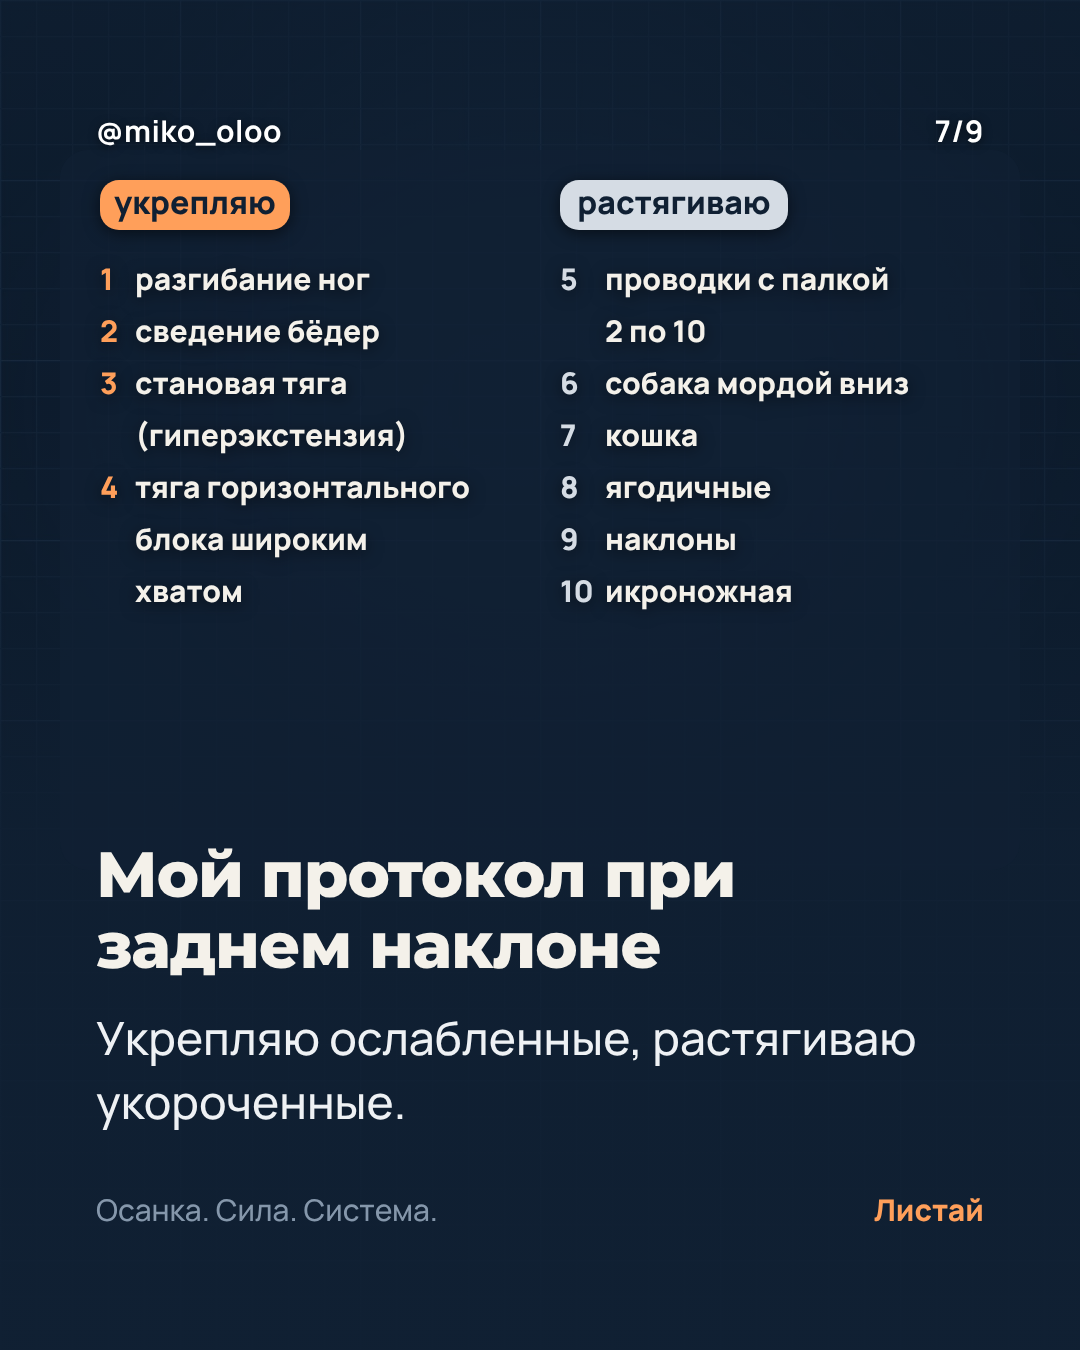 @miko_oloo
7/9
укрепляю
1 разгибание ног
2 сведение бёдер
3 становая тяга
(гиперэкстензия)
4 тяга горизонтального
блока широким
хватом
растягиваю
5 проводки с палкой
2 по 10
6 собака мордой вниз
7 кошка
8 ягодичные
9 наклоны
10 икроножная
Мой протокол при
заднем наклоне
Укрепляю ослабленные, растягиваю
укороченные.
Осанка. Сила. Система.
Листай